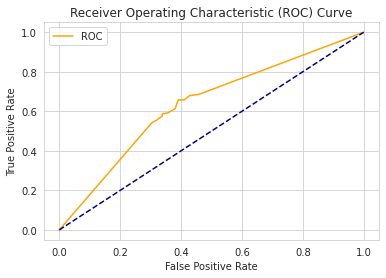 Receiver Operating Characteristic (ROC) Curve
ROC
1.0
0.8
0.6
0.4
0.2
0.0
True Positive Rate
0.0 0.2 0.4 0.6 0.8 1.0
False Positive Rate